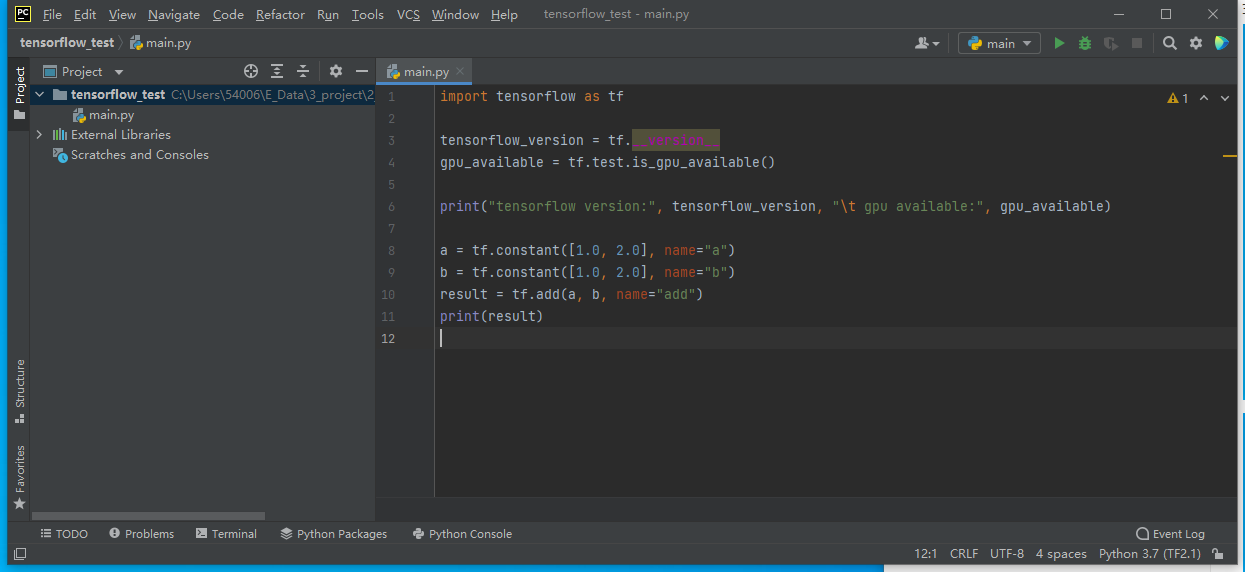 PC File Edit View Navigate Code Refactor Run Tools VCS Window Help tensorflow_test - main.py
tensorflow_test main.py main
Project
Project main.py
tensorflow_test C:\Users\54006\E_Data\3_project\2_
main.py
External Libraries
Scratches and Consoles
1 import tensorflow as tf 1
2
3 tensorflow_version = tf.__version__
4 gpu_available = tf.test.is_gpu_available()
5
6 print("tensorflow version:", tensorflow_version, "\t gpu available:", gpu_available)
7
8 a = tf.constant([1.0, 2.0], name="a")
9 b = tf.constant([1.0, 2.0], name="b")
10 result = tf.add(a, b, name="add")
11 print(result)
12
Structure
Favorites
TODO Problems Terminal Python Packages Python Console Event Log
12:1 CRLF UTF-8 4 spaces Python 3.7 (TF2.1)